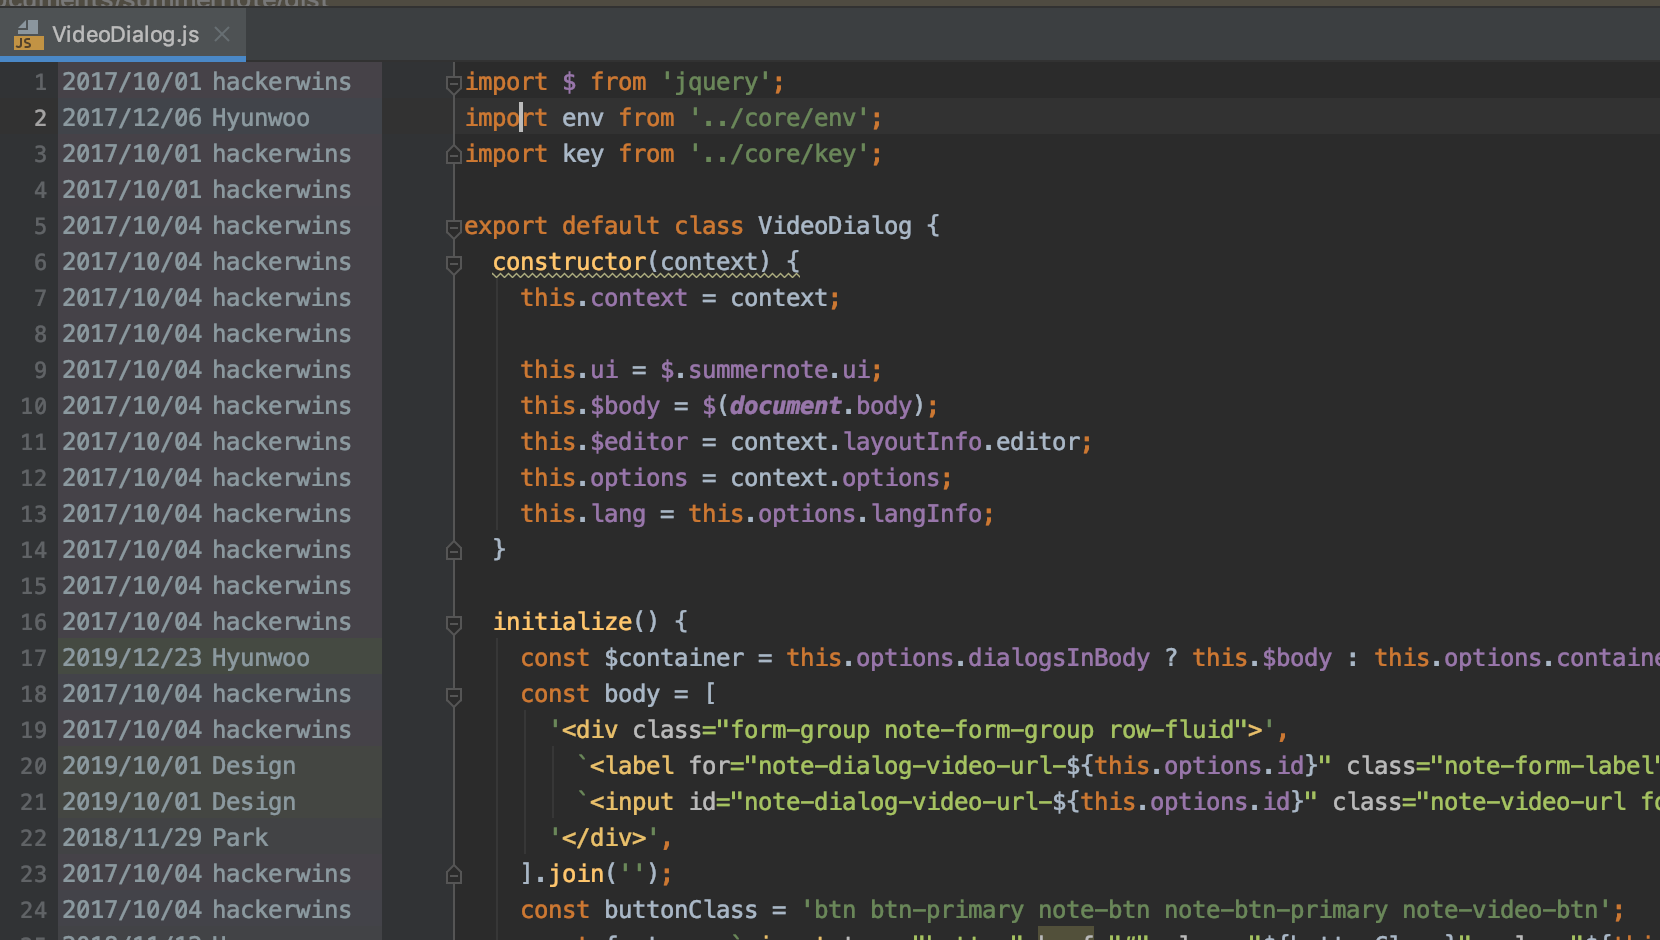 VideoDialog.js
1 2017/10/01 hackerwins import $ from 'jquery';
2 2017/12/06 Hyunwoo import env from '../core/env';
3 2017/10/01 hackerwins import key from '../core/key';
4 2017/10/01 hackerwins
5 2017/10/04 hackerwins export default class VideoDialog {
6 2017/10/04 hackerwins constructor(context) {
7 2017/10/04 hackerwins this.context = context;
8 2017/10/04 hackerwins
9 2017/10/04 hackerwins this.ui = $.summernote.ui;
10 2017/10/04 hackerwins this.$body = $(document.body);
11 2017/10/04 hackerwins this.$editor = context.layoutInfo.editor;
12 2017/10/04 hackerwins this.options = context.options;
13 2017/10/04 hackerwins this.lang = this.options.langInfo;
14 2017/10/04 hackerwins }
15 2017/10/04 hackerwins
16 2017/10/04 hackerwins initialize() {
17 2019/12/23 Hyunwoo const $container = this.options.dialogsInBody ? this.$body : this.options.containe
18 2017/10/04 hackerwins const body = [
19 2017/10/04 hackerwins '<div class="form-group note-form-group row-fluid">',
20 2019/10/01 Design `<label for="note-dialog-video-url-${this.options.id}" class="note-form-label"
21 2019/10/01 Design `<input id="note-dialog-video-url-${this.options.id}" class="note-video-url fo
22 2018/11/29 Park '</div>',
23 2017/10/04 hackerwins ].join('');
24 2017/10/04 hackerwins const buttonClass = 'btn btn-primary note-btn note-btn-primary note-video-btn';